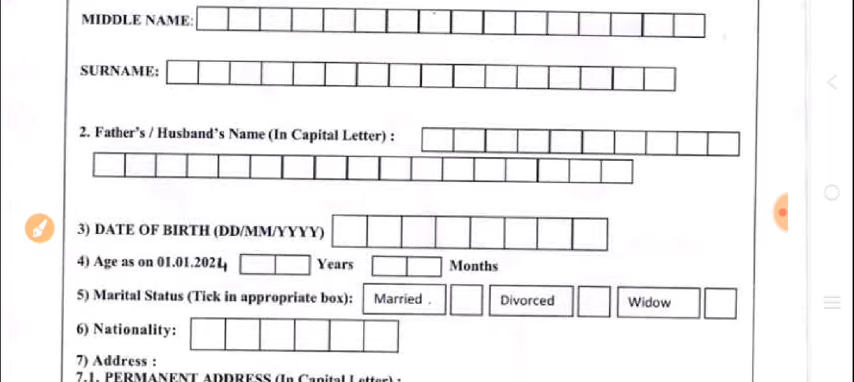 MIDDLE NAME:
SURNAME:
2. Father's / Husband's Name (In Capital Letter) :
3) DATE OF BIRTH (DD/MM/YYYY)
4) Age as on 01.01.2024 Years Months
5) Marital Status (Tick in appropriate box): Married . Divorced Widow
6) Nationality:
7) Address :
7.1. PERMANENT ADDRESS (In Capital Letter) :